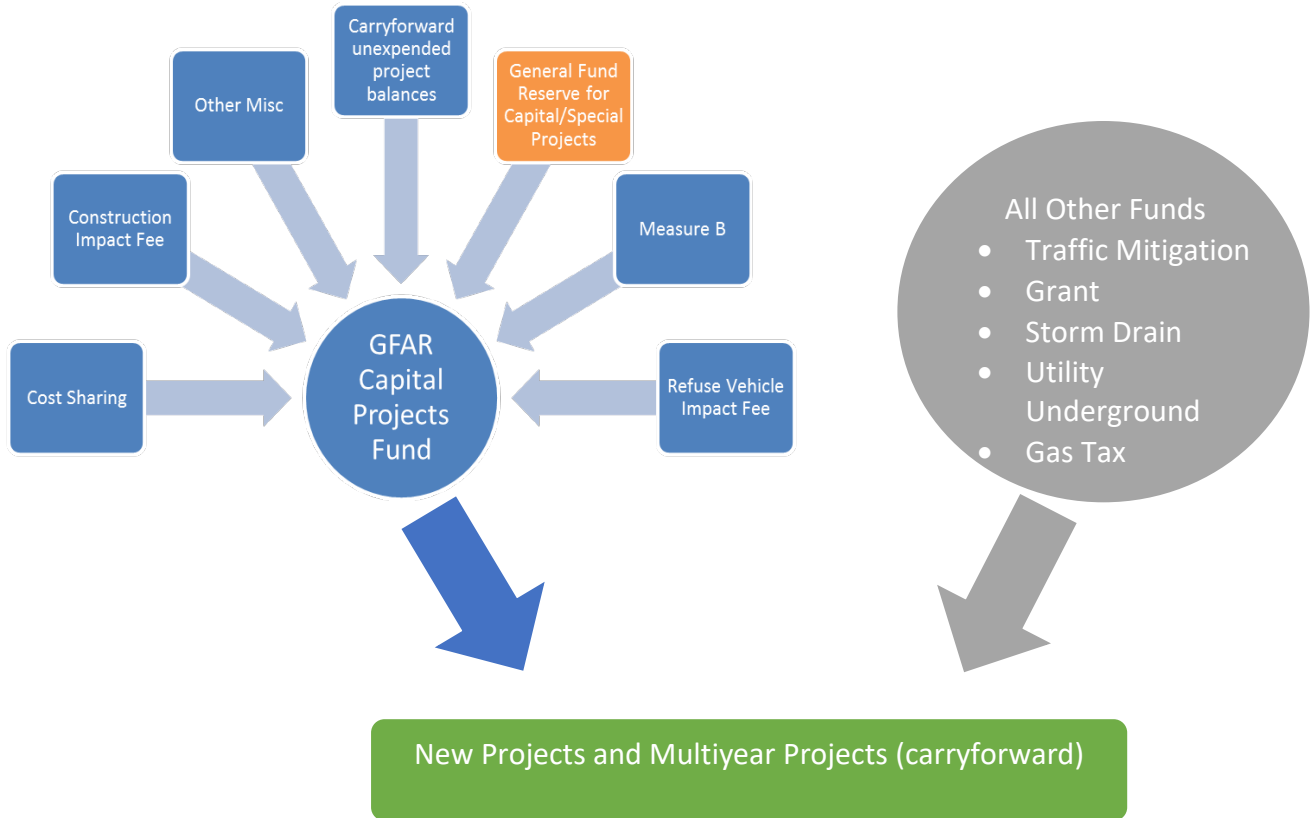 Carryforward
unexpended
project
balances
General Fund
Reserve for
Capital/Special
Projects
Other Misc
Construction
Impact Fee
Measure B
Cost Sharing
Refuse Vehicle
Impact Fee
GFAR
Capital
Projects
Fund
All Other Funds
• Traffic Mitigation
• Grant
• Storm Drain
• Utility
Underground
• Gas Tax
New Projects and Multiyear Projects (carryforward)